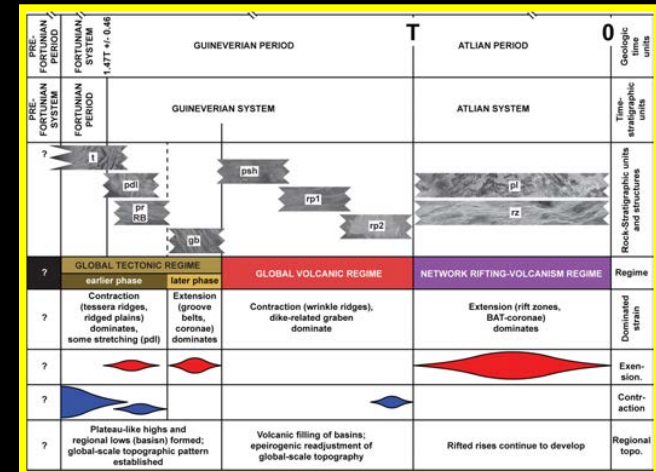 PRE-
FORTUNIAN
PERIOD
FORTUNIAN
SYSTEM
1.47T +/- 0.46
GUINEVERIAN PERIOD
T
ATLIAN PERIOD
0
Geologic
time
units
PRE-
FORTUNIAN
SYSTEM
FORTUNIAN
PERIOD
GUINEVERIAN SYSTEM
ATLIAN SYSTEM
Time-
stratigraphic
units
?
t
pdl
pr
RB
gb
psh
rp1
rp2
pl
rz
Rock-Stratigraphic units
and structures
?
GLOBAL TECTONIC REGIME
earlier phase
later phase
GLOBAL VOLCANIC REGIME
NETWORK RIFTING-VOLCANISM REGIME
Regime
?
Contraction
(tessera ridges,
ridged plains)
dominates,
some stretching (pdl)
Extension
(groove
belts,
coronae)
dominates
Contraction (wrinkle ridges),
dike-related graben
dominate
Extension (rift zones,
BAT-coronae)
dominates
Dominated
strain
?
Exen-
sion.
?
Contr-
action
?
Plateau-like highs and
regional lows (basisn) formed;
global-scale topographic pattern
established
Volcanic filling of basins;
epeirogenic readjustment of
global-scale topography
Rifted rises continue to develop
Regional
topo.